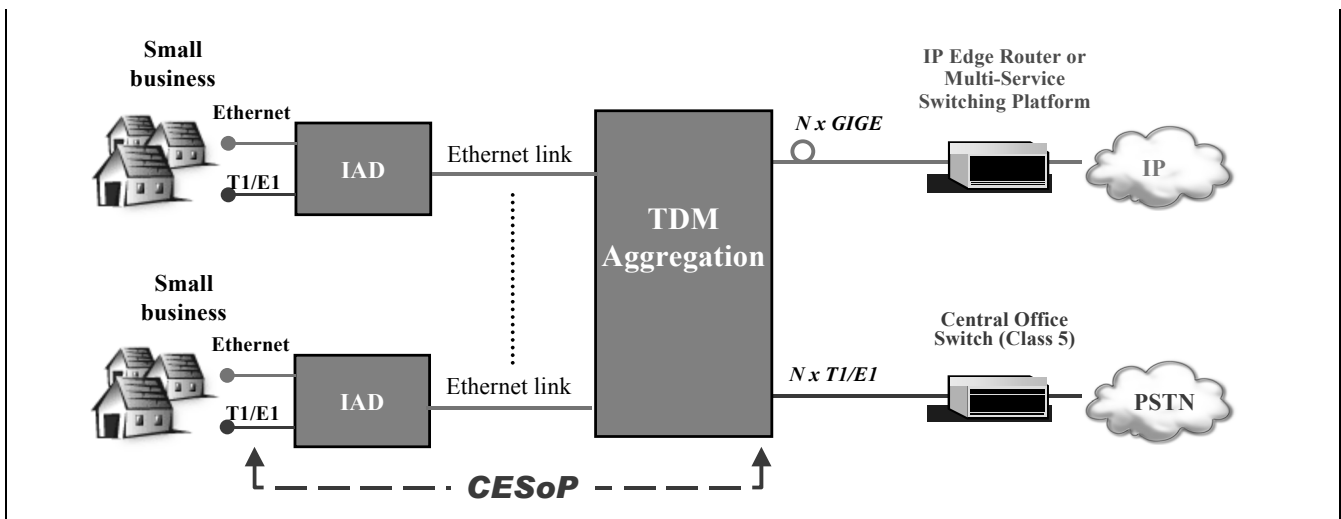 Small
business
Ethernet
T1/E1
IAD
Ethernet link
TDM
Aggregation
N x GIGE
IP Edge Router or
Multi-Service
Switching Platform
IP
Small
business
Ethernet
T1/E1
IAD
Ethernet link
N x T1/E1
Central Office
Switch (Class 5)
PSTN
CESoP